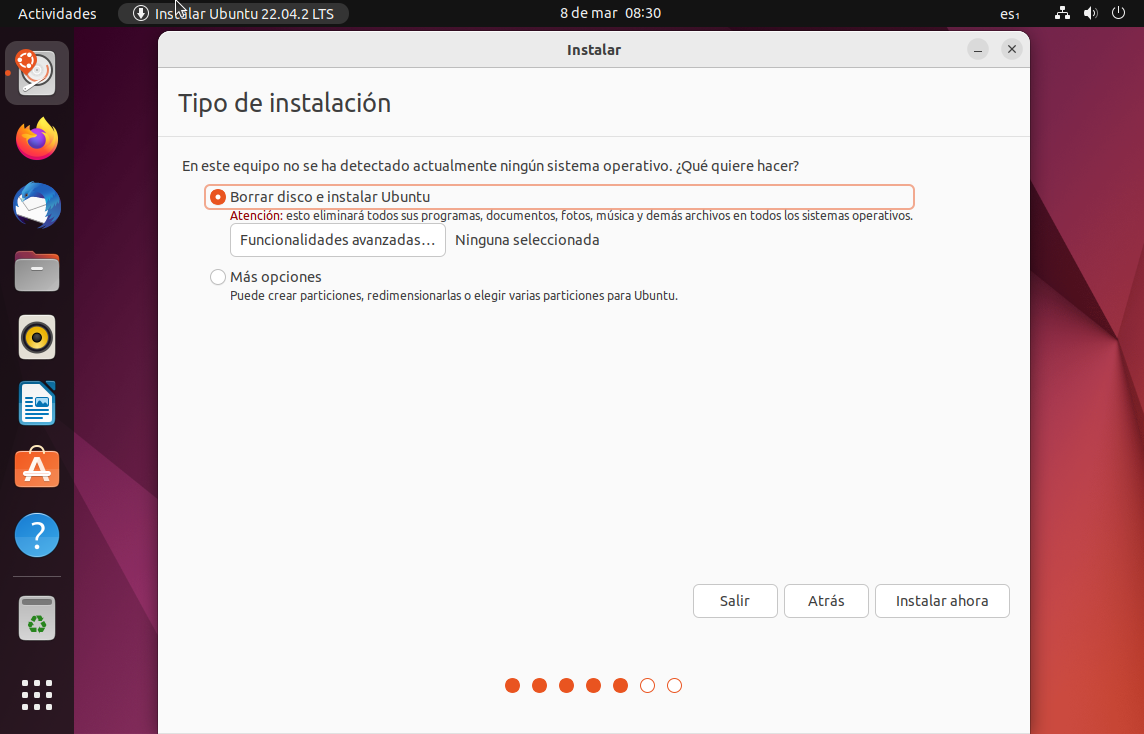 Actividades
Instalar Ubuntu 22.04.2 LTS
8 de mar 08:30
es₁
Instalar
Tipo de instalación
En este equipo no se ha detectado actualmente ningún sistema operativo. ¿Qué quiere hacer?
Borrar disco e instalar Ubuntu
Atención: esto eliminará todos sus programas, documentos, fotos, música y demás archivos en todos los sistemas operativos.
Funcionalidades avanzadas... Ninguna seleccionada
Más opciones
Puede crear particiones, redimensionarlas o elegir varias particiones para Ubuntu.
Salir
Atrás
Instalar ahora